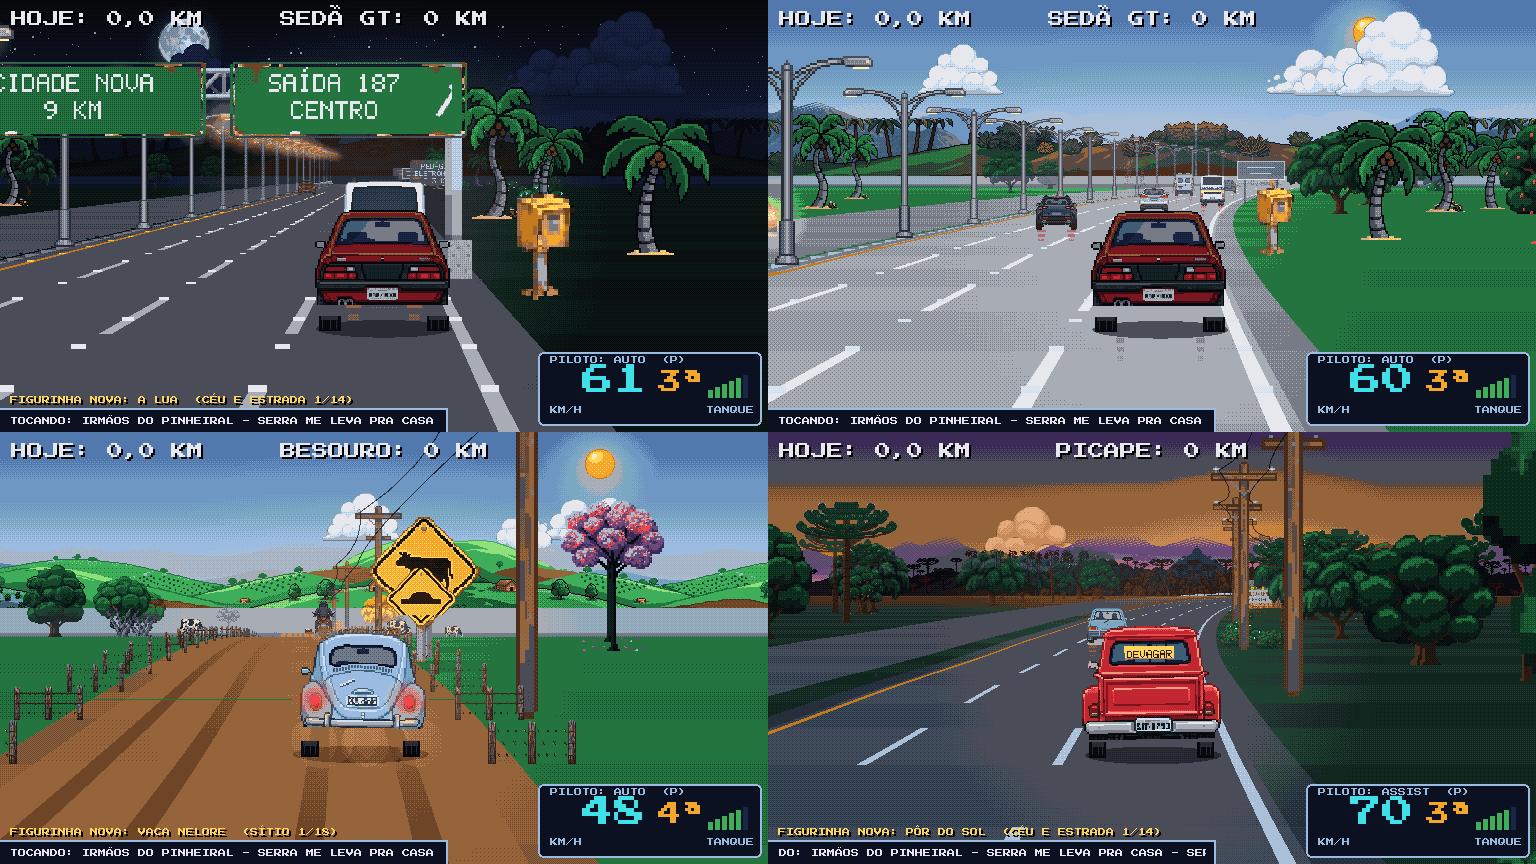 HOJE: 0,0 KM
SEDÃ GT: 0 KM
CIDADE NOVA
9 KM
SAÍDA 187
CENTRO
PILOTO: AUTO (P)
61 3ª
KM/H
TANQUE
FIGURINHA NOVA: A LUA (CÉU E ESTRADA 1/14)
TOCANDO: IRMÃOS DO PINHEIRAL - SERRA ME LEVA PRA CASA
HOJE: 0,0 KM
SEDÃ GT: 0 KM
PILOTO: AUTO (P)
60 3ª
KM/H
TANQUE
TOCANDO: IRMÃOS DO PINHEIRAL - SERRA ME LEVA PRA CASA
HOJE: 0,0 KM
BESOURO: 0 KM
PILOTO: AUTO (P)
48 4ª
KM/H
TANQUE
FIGURINHA NOVA: VACA NELORE (SÍTIO 1/18)
TOCANDO: IRMÃOS DO PINHEIRAL - SERRA ME LEVA PRA CASA
HOJE: 0,0 KM
PICAPE: 0 KM
DEVAGAR
PILOTO: ASSIST (P)
70 3ª
KM/H
TANQUE
FIGURINHA NOVA: PÔR DO SOL (CÉU E ESTRADA 1/14)
DO: IRMÃOS DO PINHEIRAL - SERRA ME LEVA PRA CASA - SER